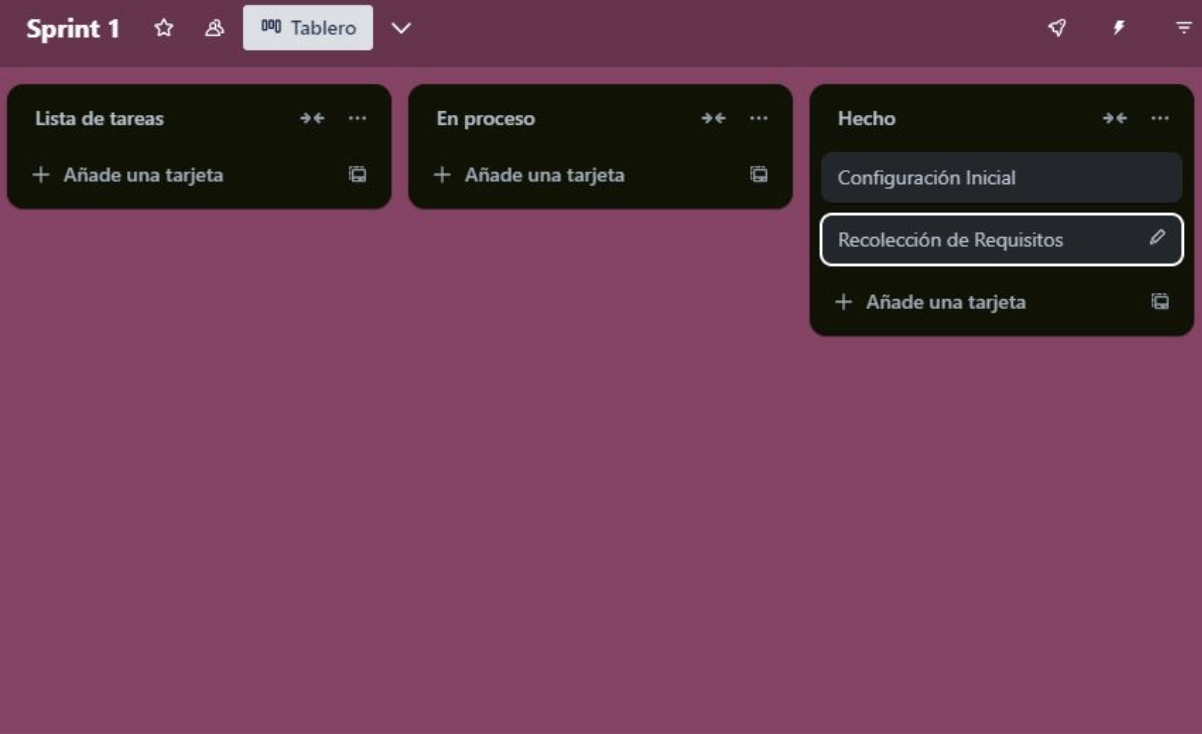 Sprint 1
Tablero
Lista de tareas
Añade una tarjeta
En proceso
Añade una tarjeta
Hecho
Configuración Inicial
Recolección de Requisitos
Añade una tarjeta